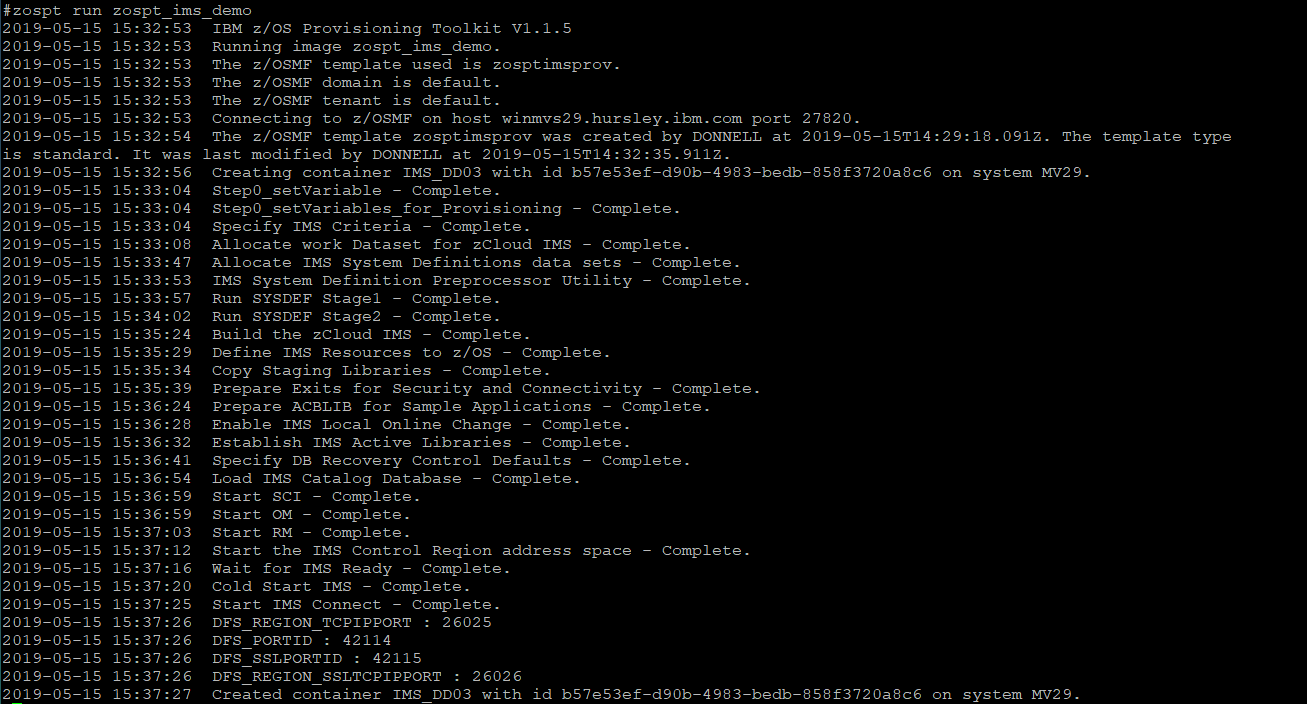 #zospt run zospt_ims_demo
2019-05-15 15:32:53  IBM z/OS Provisioning Toolkit V1.1.5
2019-05-15 15:32:53  Running image zospt_ims_demo.
2019-05-15 15:32:53  The z/OSMF template used is zosptimsprov.
2019-05-15 15:32:53  The z/OSMF domain is default.
2019-05-15 15:32:53  The z/OSMF tenant is default.
2019-05-15 15:32:53  Connecting to z/OSMF on host winmvs29.hursley.ibm.com port 27820.
2019-05-15 15:32:54  The z/OSMF template zosptimsprov was created by DONNELL at 2019-05-15T14:29:18.091Z. The template type
is standard. It was last modified by DONNELL at 2019-05-15T14:32:35.911Z.
2019-05-15 15:32:56  Creating container IMS_DD03 with id b57e53ef-d90b-4983-bedb-858f3720a8c6 on system MV29.
2019-05-15 15:33:04  Step0_setVariable - Complete.
2019-05-15 15:33:04  Step0_setVariables_for_Provisioning - Complete.
2019-05-15 15:33:04  Specify IMS Criteria - Complete.
2019-05-15 15:33:08  Allocate work Dataset for zCloud IMS - Complete.
2019-05-15 15:33:47  Allocate IMS System Definitions data sets - Complete.
2019-05-15 15:33:53  IMS System Definition Preprocessor Utility - Complete.
2019-05-15 15:33:57  Run SYSDEF Stage1 - Complete.
2019-05-15 15:34:02  Run SYSDEF Stage2 - Complete.
2019-05-15 15:35:24  Build the zCloud IMS - Complete.
2019-05-15 15:35:29  Define IMS Resources to z/OS - Complete.
2019-05-15 15:35:34  Copy Staging Libraries - Complete.
2019-05-15 15:35:39  Prepare Exits for Security and Connectivity - Complete.
2019-05-15 15:36:24  Prepare ACBLIB for Sample Applications - Complete.
2019-05-15 15:36:28  Enable IMS Local Online Change - Complete.
2019-05-15 15:36:32  Establish IMS Active Libraries - Complete.
2019-05-15 15:36:41  Specify DB Recovery Control Defaults - Complete.
2019-05-15 15:36:54  Load IMS Catalog Database - Complete.
2019-05-15 15:36:59  Start SCI - Complete.
2019-05-15 15:36:59  Start OM - Complete.
2019-05-15 15:37:03  Start RM - Complete.
2019-05-15 15:37:12  Start the IMS Control Region address space - Complete.
2019-05-15 15:37:16  Wait for IMS Ready - Complete.
2019-05-15 15:37:20  Cold Start IMS - Complete.
2019-05-15 15:37:25  Start IMS Connect - Complete.
2019-05-15 15:37:26  DFS_REGION_TCPIPPORT : 26025
2019-05-15 15:37:26  DFS_PORTID : 42114
2019-05-15 15:37:26  DFS_SSLPORTID : 42115
2019-05-15 15:37:26  DFS_REGION_SSLTCPIPPORT : 26026
2019-05-15 15:37:27  Created container IMS_DD03 with id b57e53ef-d90b-4983-bedb-858f3720a8c6 on system MV29.